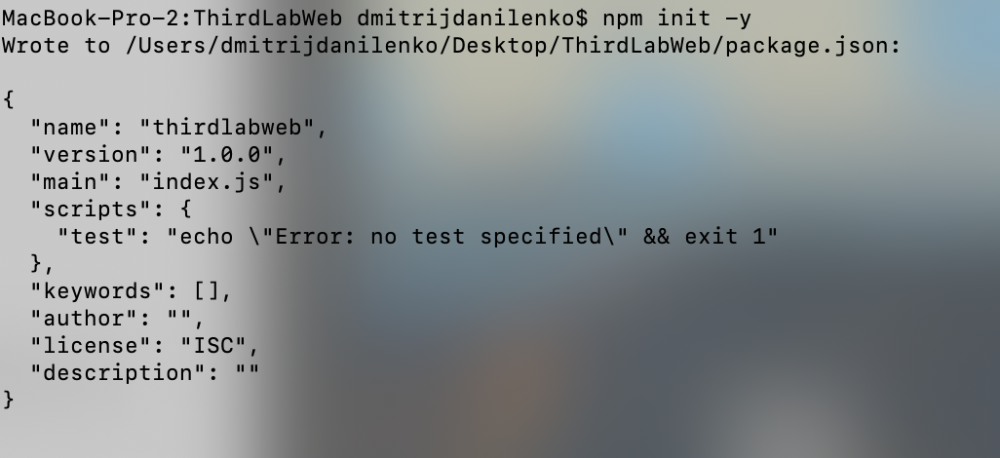 MacBook-Pro-2:ThirdLabWeb dmitrijdanilenko$ npm init -y
Wrote to /Users/dmitrijdanilenko/Desktop/ThirdLabWeb/package.json:

{
  "name": "thirdlabweb",
  "version": "1.0.0",
  "main": "index.js",
  "scripts": {
    "test": "echo \"Error: no test specified\" && exit 1"
  },
  "keywords": [],
  "author": "",
  "license": "ISC",
  "description": ""
}